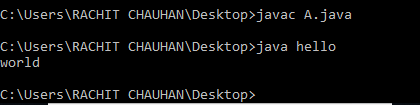 C:\Users\RACHIT CHAUHAN\Desktop>javac A.java
C:\Users\RACHIT CHAUHAN\Desktop>java hello
world
C:\Users\RACHIT CHAUHAN\Desktop>